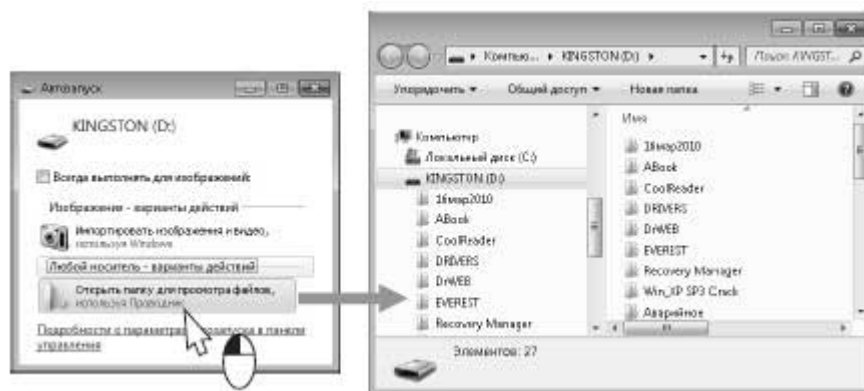 Автозапуск
KINGSTON (D:)
Всегда выполнять для изображений:
Изображения - варианты действий
Импортировать изображения и видео,
используя Windows
Любой носитель - варианты действий
Открыть папку для просмотра файлов,
используя Проводник
Подробности о параметрах автозапуска в панели
управления
Компью... ▸ KINGSTON (D:) ▸
Поиск: KINGST...
Упорядочить ▾ Общий доступ ▾ Новая папка
Компьютер
Локальный диск (C:)
KINGSTON (D:)
16мар2010
ABook
CoolReader
DRIVERS
DrWEB
EVEREST
Recovery Manager
Имя
16мар2010
ABook
CoolReader
DRIVERS
DrWEB
EVEREST
Recovery Manager
Win_XP SP3 Crack
Аварийное
Элементов: 27